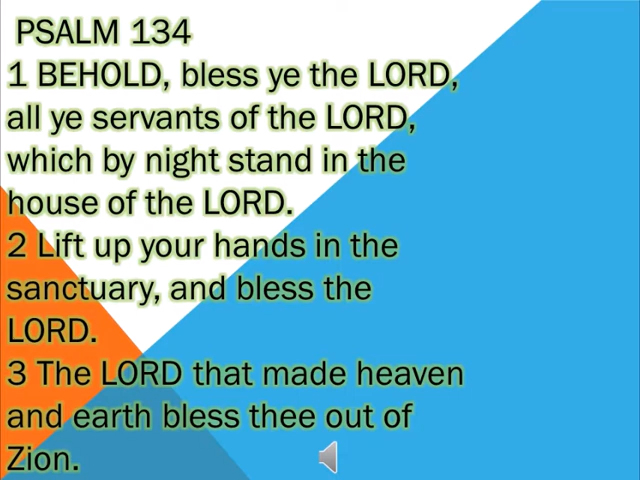 PSALM 134
1 BEHOLD, bless ye the LORD,
all ye servants of the LORD,
which by night stand in the
house of the LORD.
2 Lift up your hands in the
sanctuary, and bless the
LORD.
3 The LORD that made heaven
and earth bless thee out of
Zion.